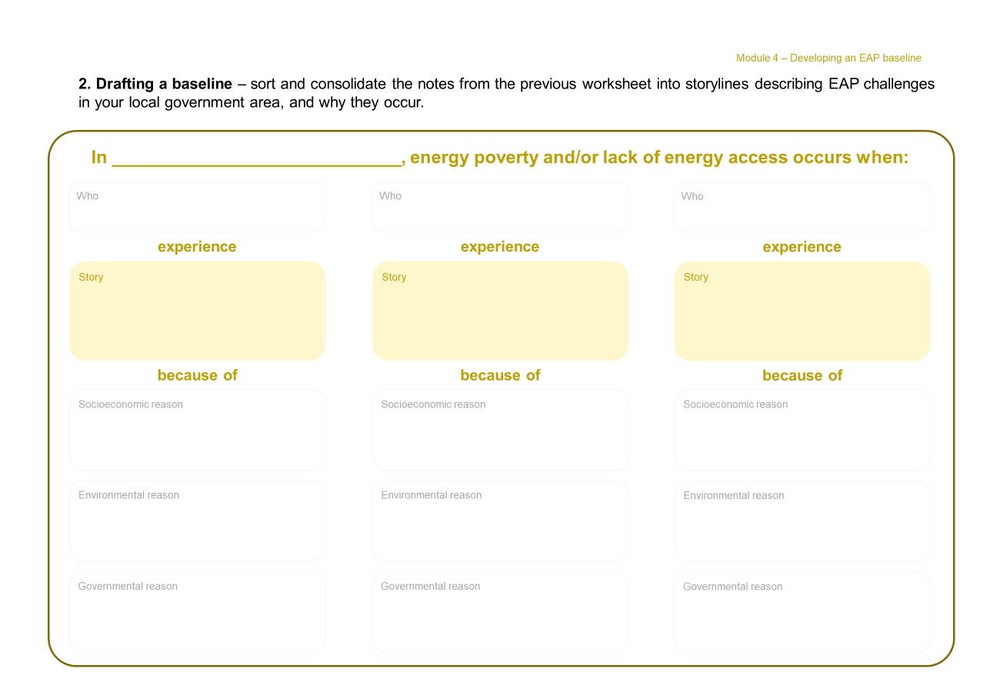 Module 4 – Developing an EAP baseline
2. Drafting a baseline – sort and consolidate the notes from the previous worksheet into storylines describing EAP challenges
in your local government area, and why they occur.
In ______________________________, energy poverty and/or lack of energy access occurs when:
Who
Who
Who
experience
experience
experience
Story
Story
Story
because of
because of
because of
Socioeconomic reason
Socioeconomic reason
Socioeconomic reason
Environmental reason
Environmental reason
Environmental reason
Governmental reason
Governmental reason
Governmental reason